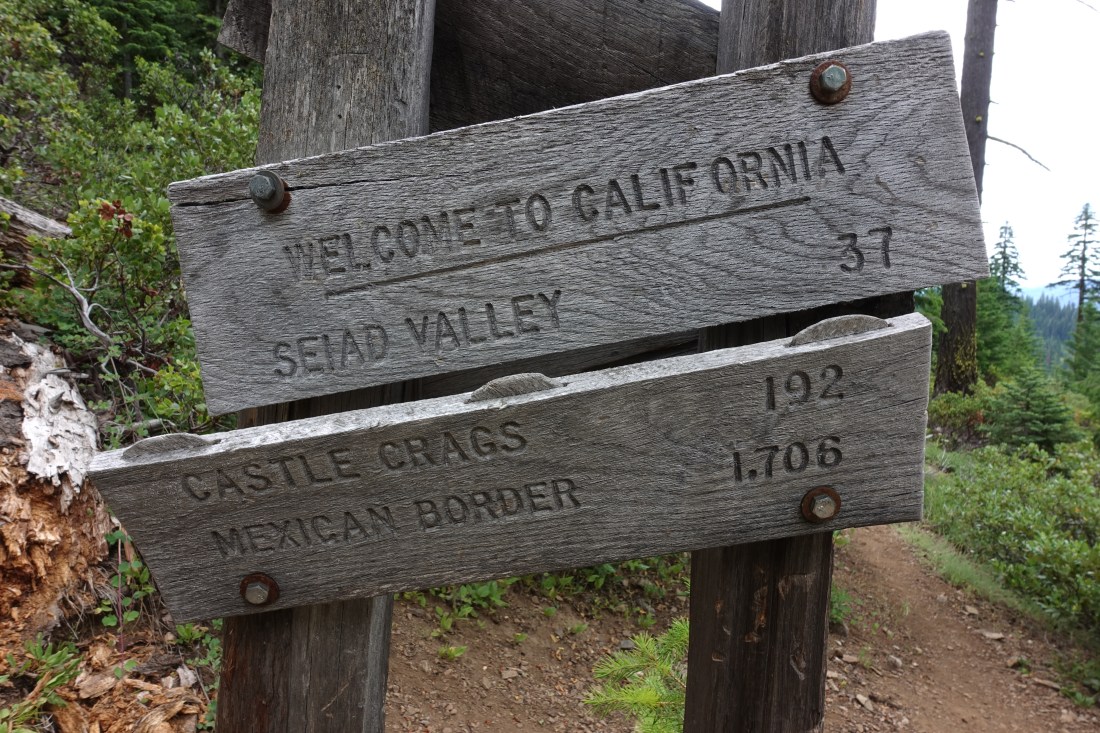 WELCOME TO CALIFORNIA
SEIAD VALLEY 37
CASTLE CRAGS 192
MEXICAN BORDER 1,706